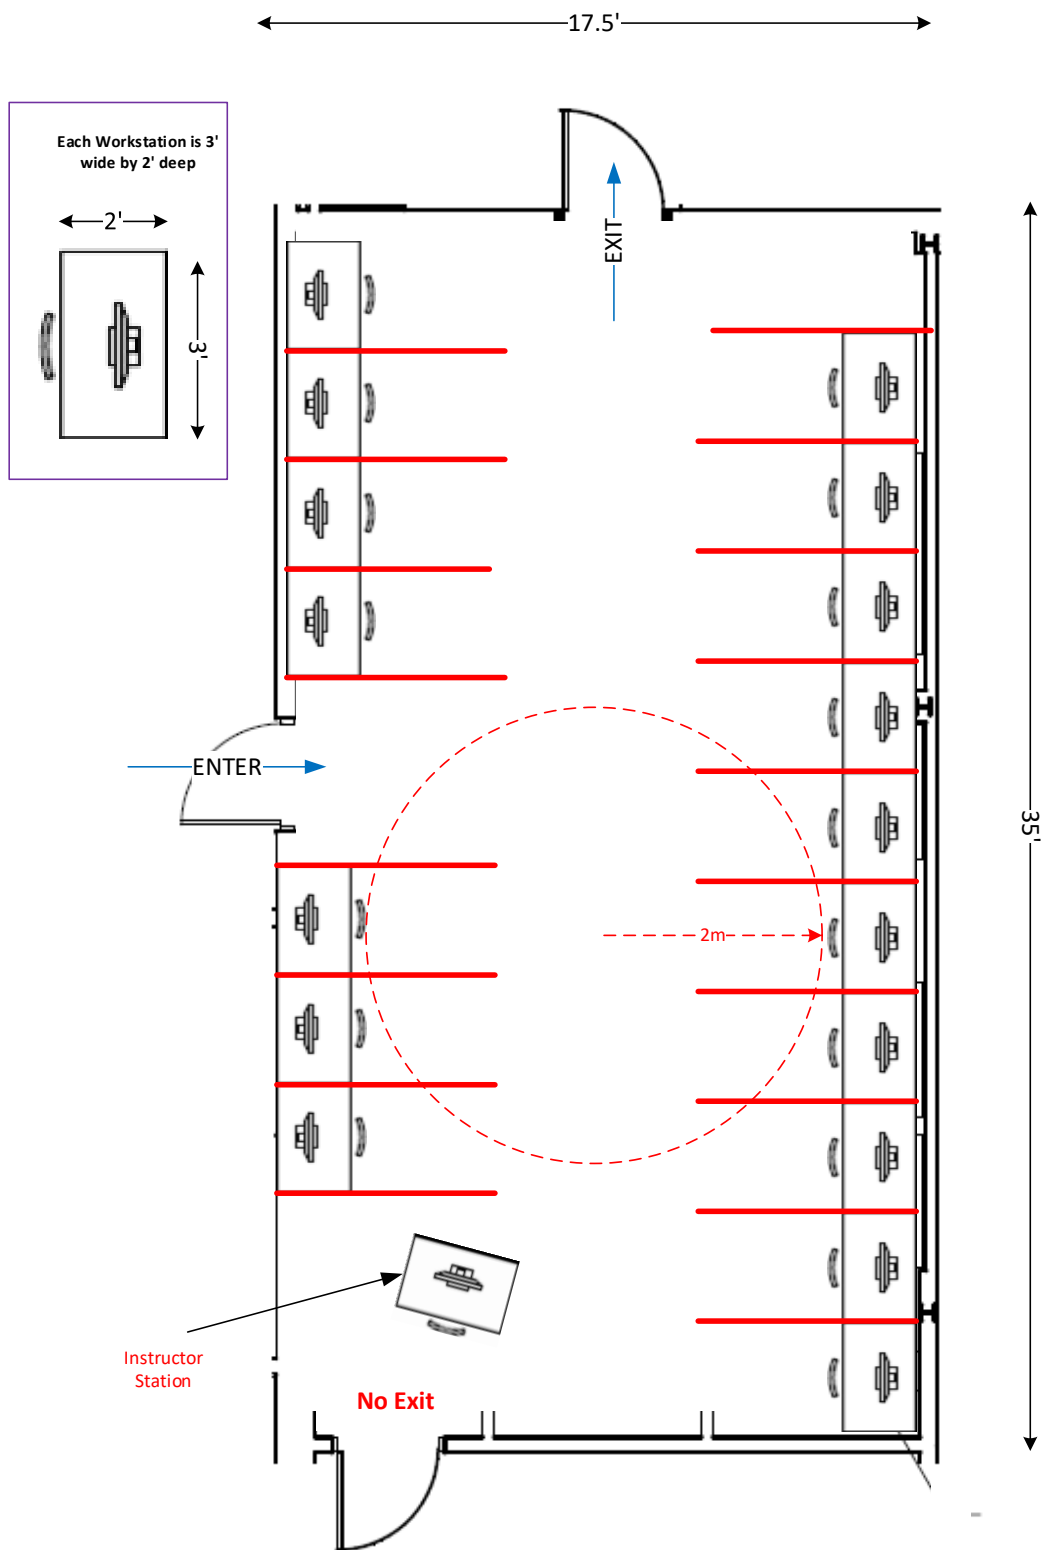 17.5'
Each Workstation is 3'
wide by 2' deep
2'
3'
EXIT
ENTER
35'
2m
Instructor
Station
No Exit